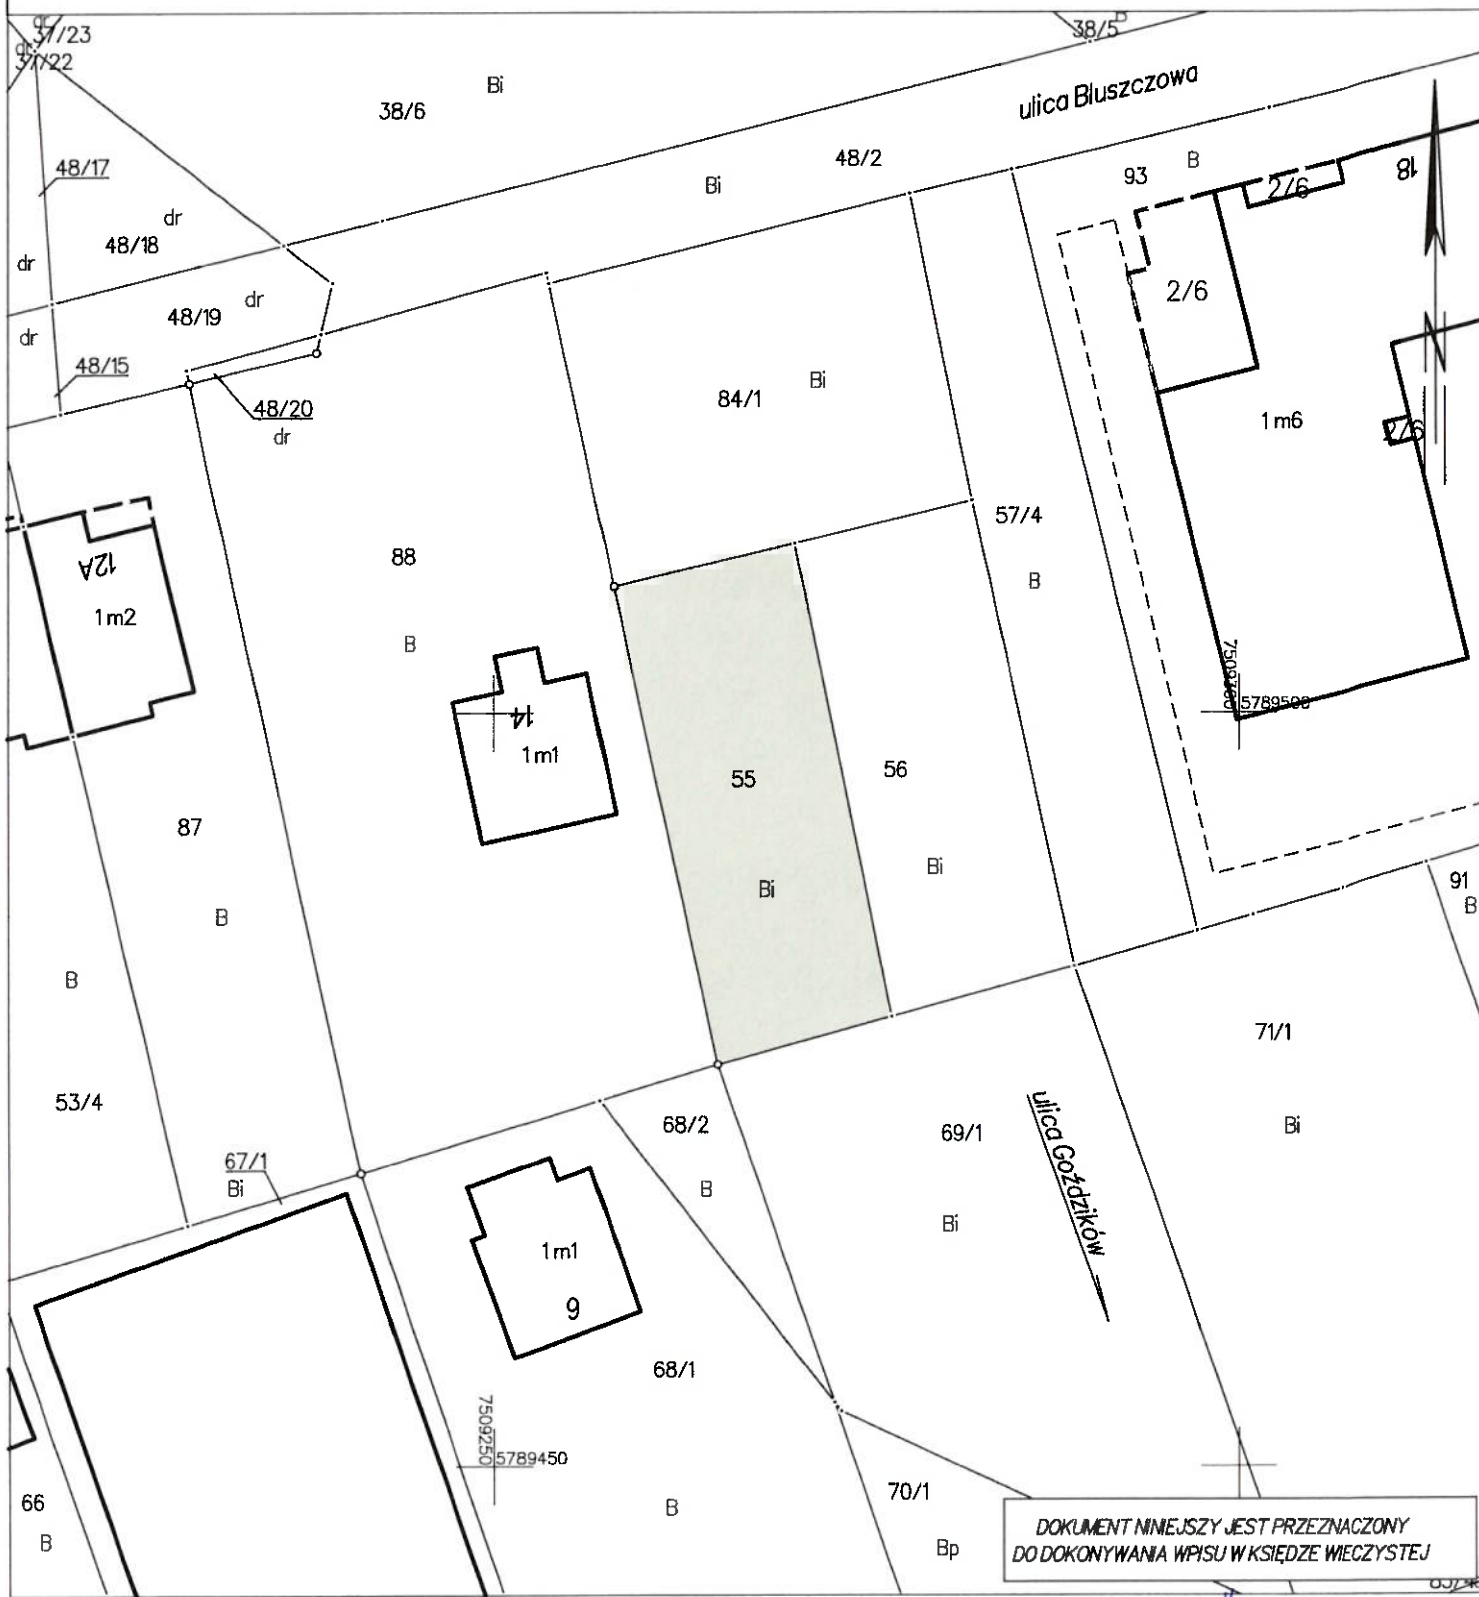 37/23
37/22
38/5
38/6
Bi
ulica Bluszczowa
48/17
48/2
Bi
93
B
18
2/6
dr
48/18
dr
2/6
48/19
dr
dr
48/15
48/20
dr
84/1
Bi
1m6
2/6
N
12A
1m2
88
B
57/4
B
7509300
5789500
14
1m1
55
Bi
56
Bi
87
B
91
B
B
53/4
71/1
Bi
67/1
Bi
68/2
B
69/1
Bi
ulica Goździków
1m1
9
68/1
7509250
5789450
66
B
B
70/1
Bp
DOKUMENT NINIEJSZY JEST PRZEZNACZONY
DO DOKONYWANIA WPISU W KSIĘDZE WIECZYSTEJ